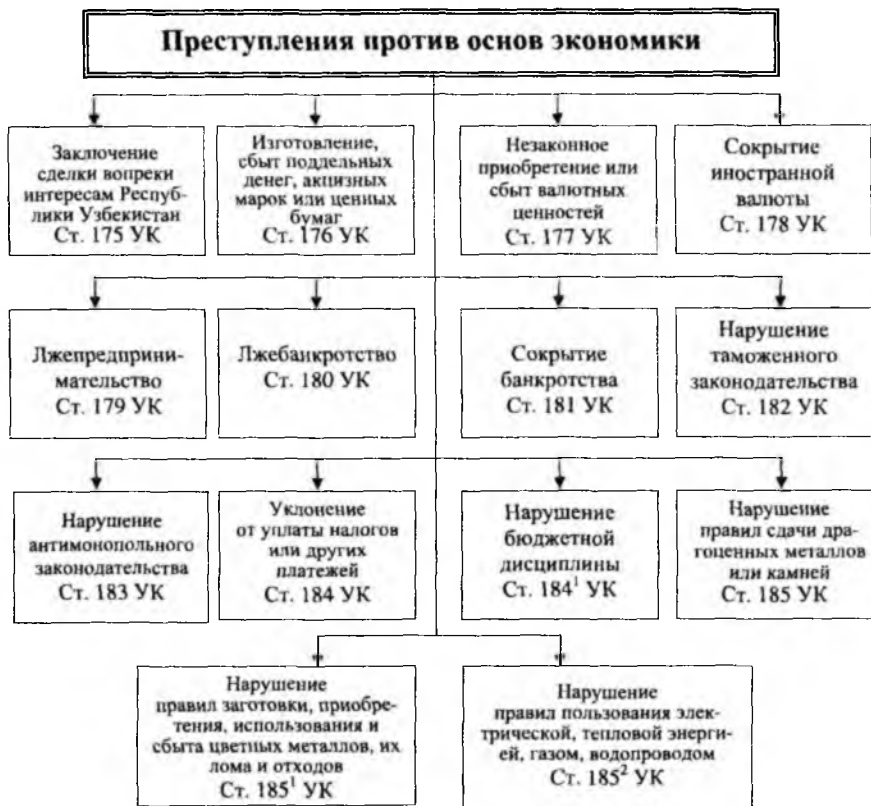 Преступления против основ экономики
Заключение
сделки вопреки
интересам Респуб-
лики Узбекистан
Ст. 175 УК
Изготовление,
сбыт поддельных
денег, акцизных
марок или ценных
бумаг
Ст. 176 УК
Незаконное
приобретение или
сбыт валютных
ценностей
Ст. 177 УК
Сокрытие
иностранной
валюты
Ст. 178 УК
Лжепредприни-
мательство
Ст. 179 УК
Лжебанкротство
Ст. 180 УК
Сокрытие
банкротства
Ст. 181 УК
Нарушение
таможенного
законодательства
Ст. 182 УК
Нарушение
антимонопольного
законодательства
Ст. 183 УК
Уклонение
от уплаты налогов
или других
платежей
Ст. 184 УК
Нарушение
бюджетной
дисциплины
Ст. 184¹ УК
Нарушение
правил сдачи дра-
гоценных металлов
или камней
Ст. 185 УК
Нарушение
правил заготовки, приобре-
тения, использования и
сбыта цветных металлов, их
лома и отходов
Ст. 185¹ УК
Нарушение
правил пользования элек-
трической, тепловой энерги-
ей, газом, водопроводом
Ст. 185² УК